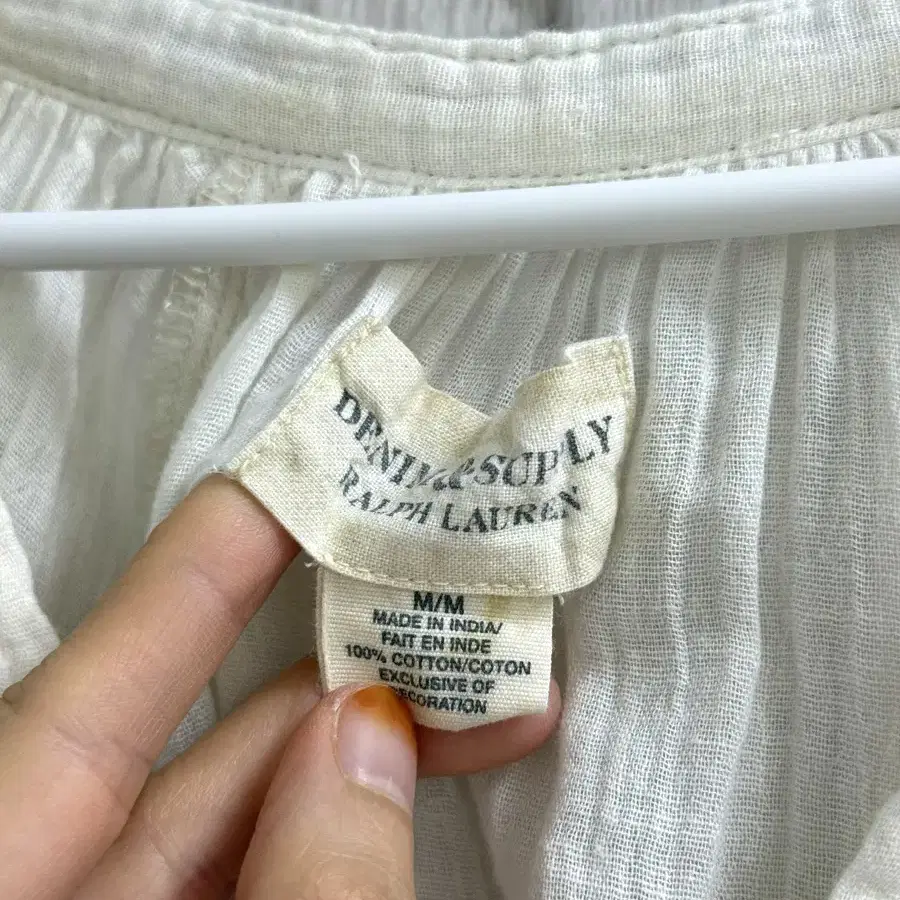 DENIM&SUPPLY
RALPH LAUREN
M/M
MADE IN INDIA/
FAIT EN INDE
100% COTTON/COTON
EXCLUSIVE OF
DECORATION